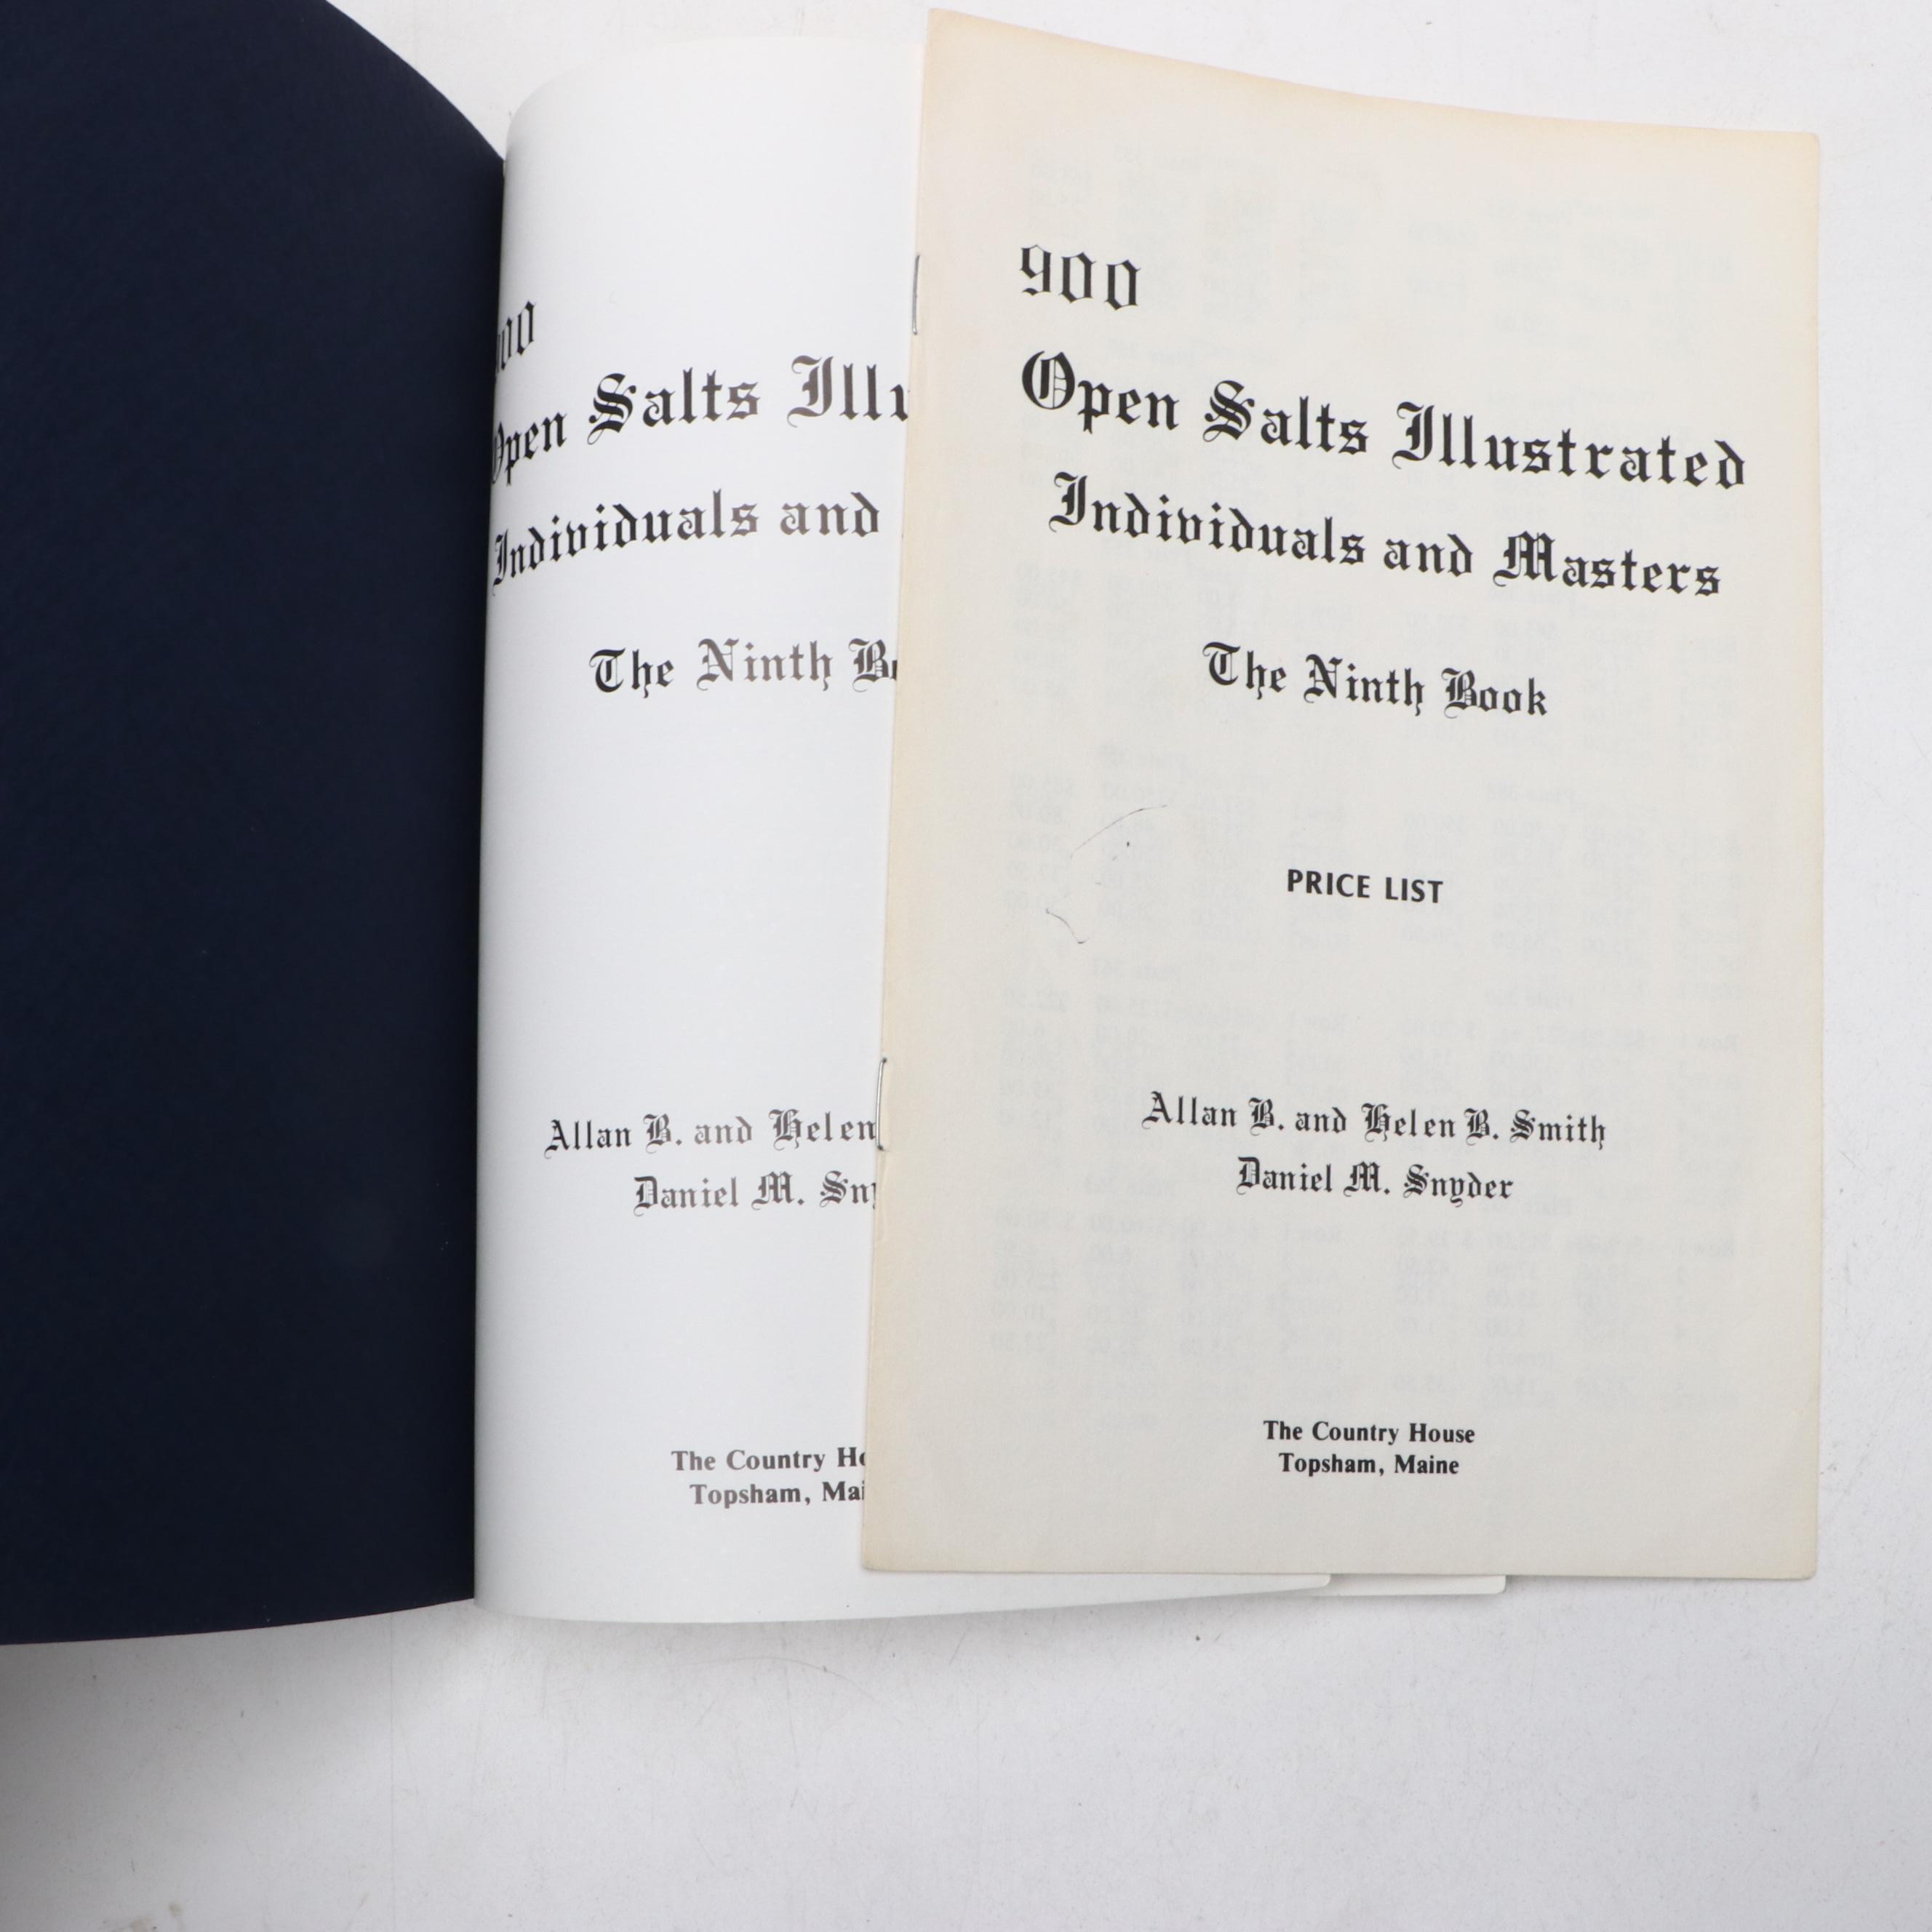 00
Open Salts Illu
Individuals and
The Ninth Bo
Allan B. and Helen
Daniel M. Sny
The Country Ho
Topsham, Mai
900
Open Salts Illustrated
Individuals and Masters
The Ninth Book
PRICE LIST
Allan B. and Helen B. Smith
Daniel M. Snyder
The Country House
Topsham, Maine